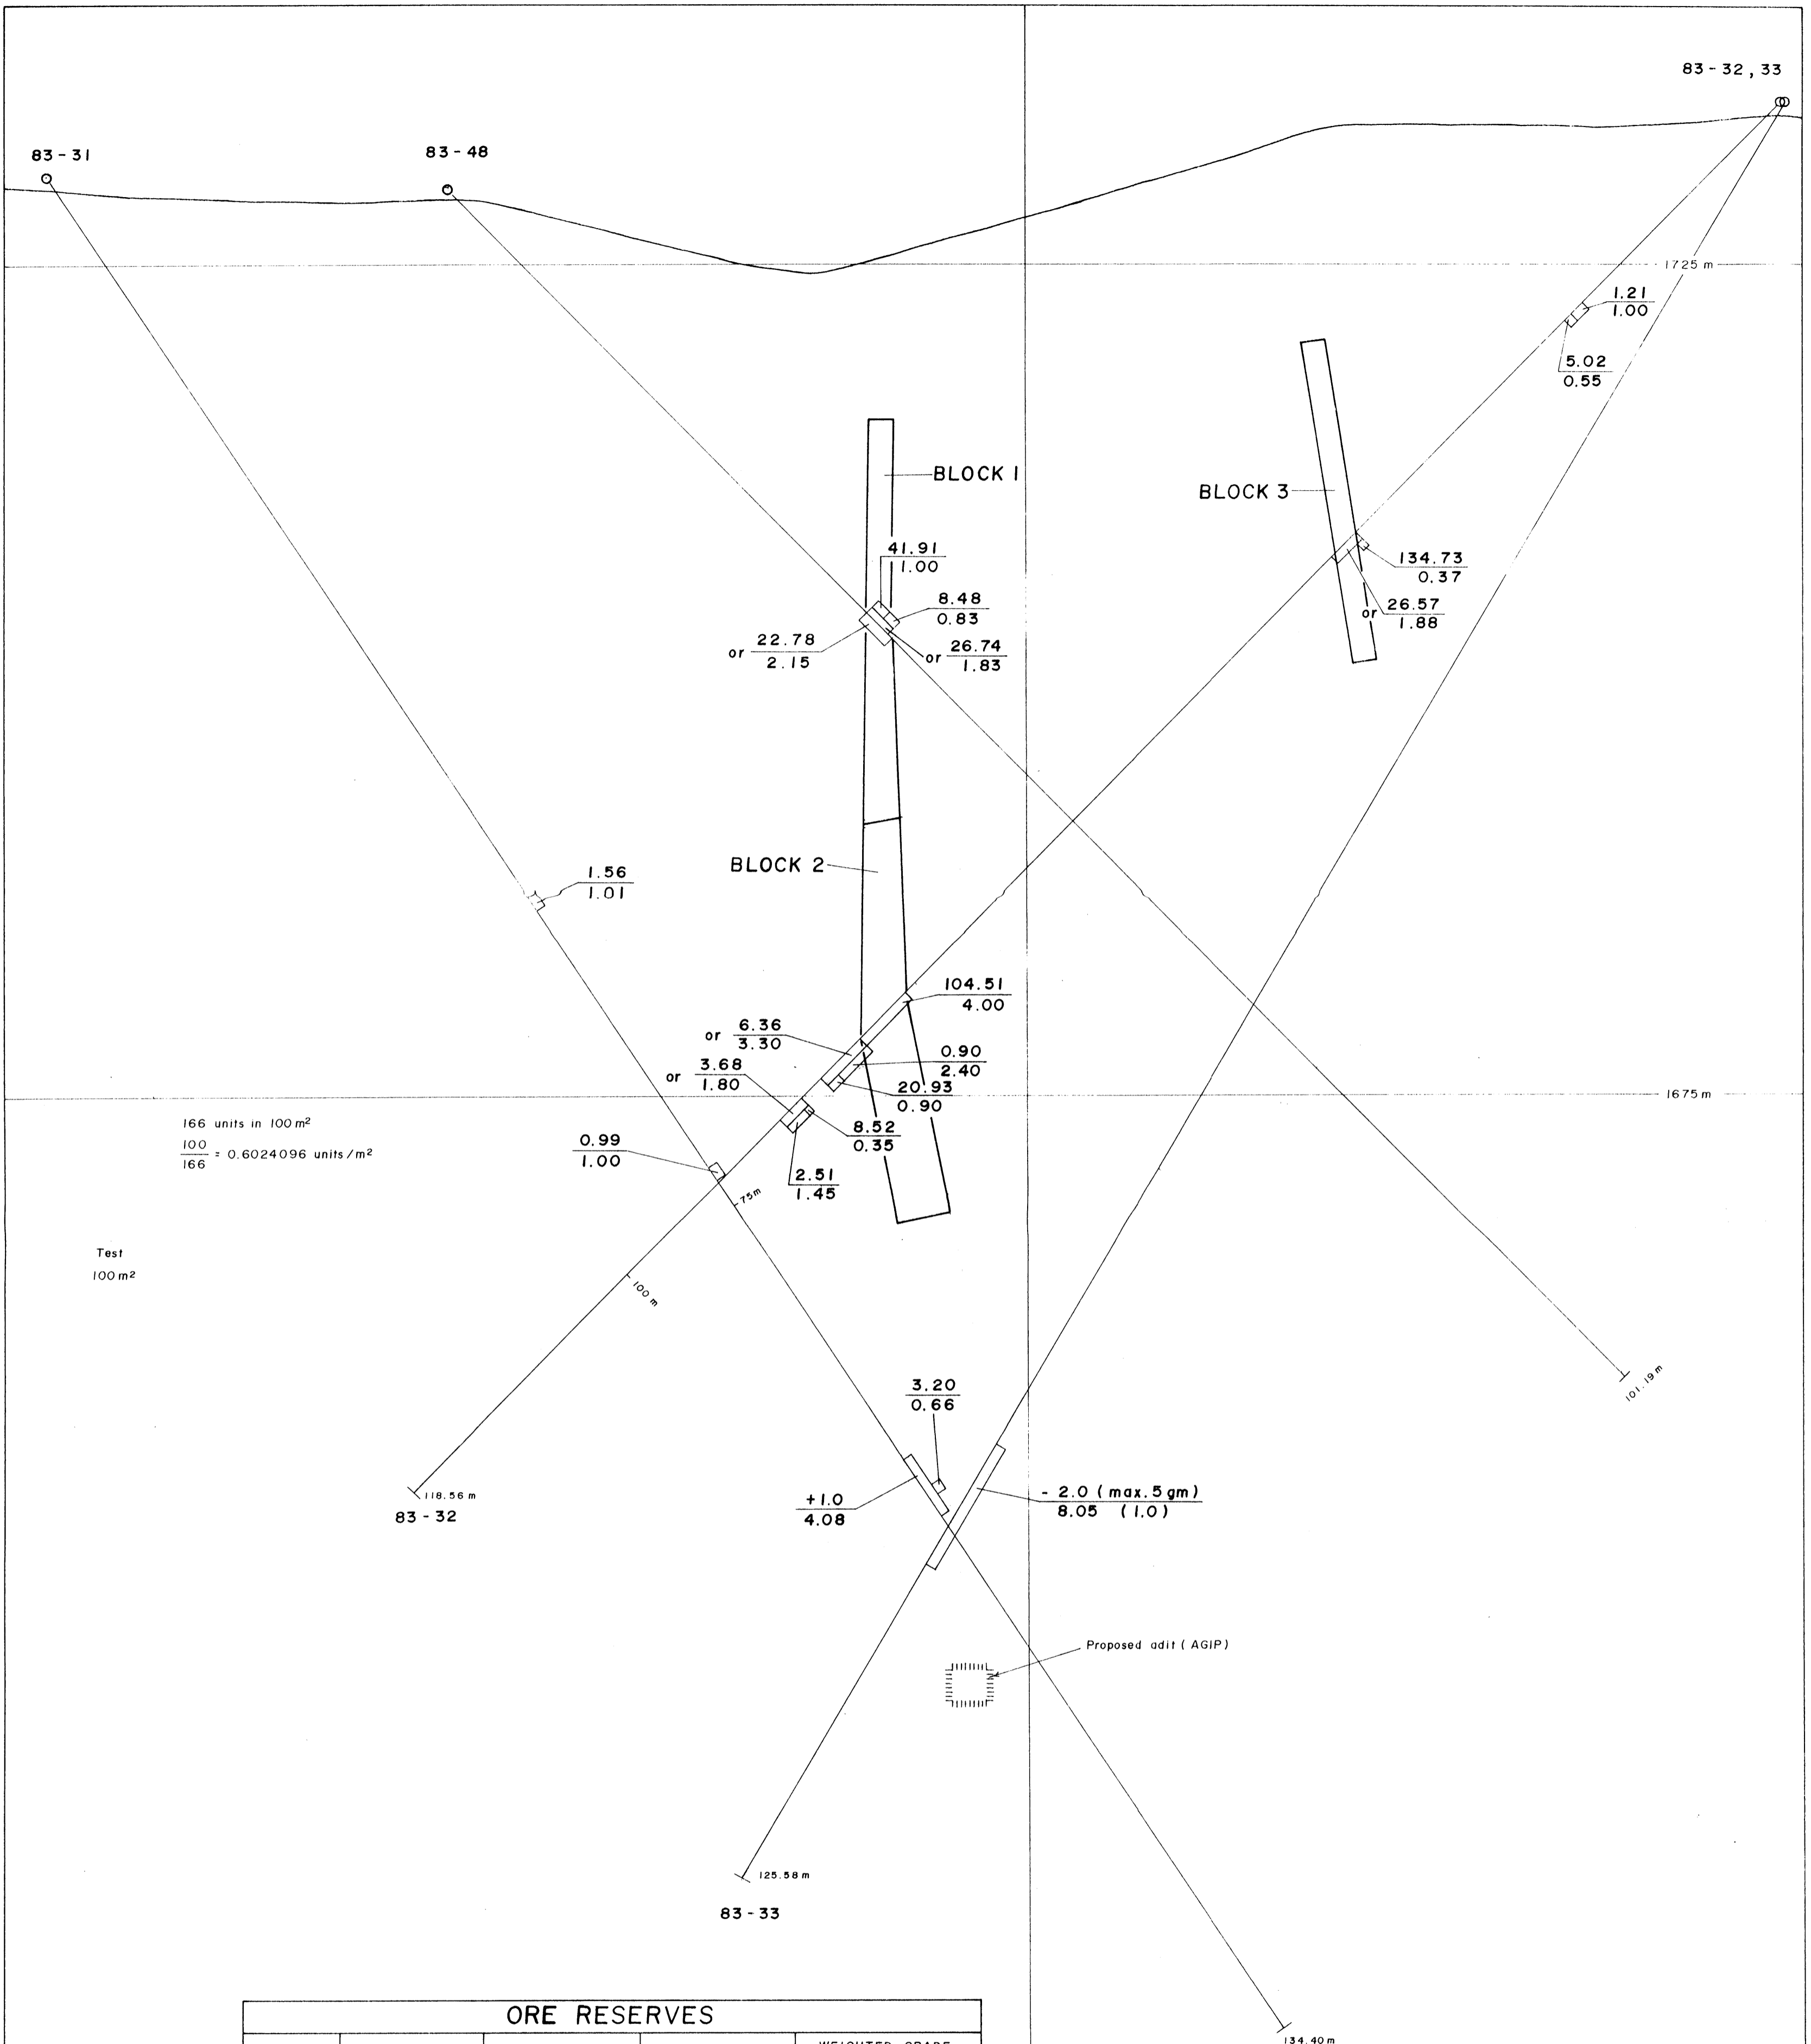 83-32, 33
83-31
83-48
1725 m
1.21
1.00
5.02
0.55
BLOCK 1
BLOCK 3
41.91
1.00
134.73
0.37
8.48
0.83
or 26.57
1.88
or 22.78
2.15
or 26.74
1.83
BLOCK 2
1.56
1.01
104.51
4.00
or 6.36
3.30
0.90
2.40
or 3.68
1.80
20.93
0.90
1675 m
166 units in 100 m²
100
166 = 0.6024096 units/m²
8.52
0.35
0.99
1.00
2.51
1.45
75m
Test
100 m²
100 m
3.20
0.66
101.19 m
118.56 m
83-32
+1.0
4.08
- 2.0 (max. 5 gm)
8.05 (1.0)
Proposed adit (AGIP)
125.58 m
83-33
ORE RESERVES
134.40 m